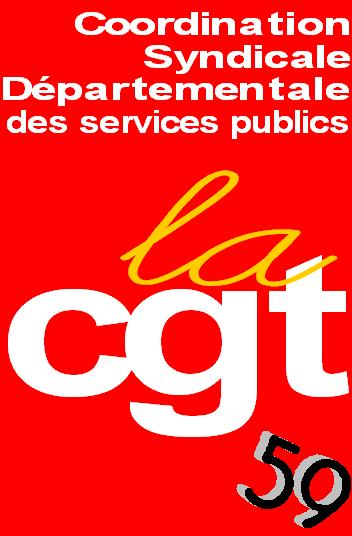 Coordination
Syndicale
Départementale
des services publics
la
cgt
59